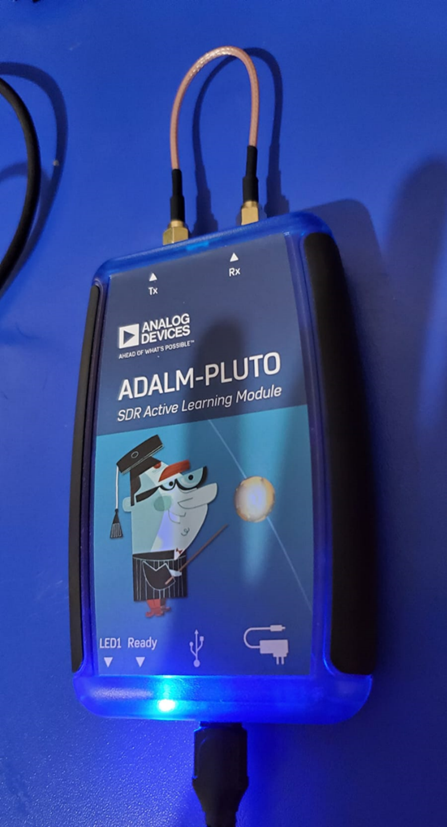 Tx
Rx
ANALOG
DEVICES
AHEAD OF WHAT'S POSSIBLE™
ADALM-PLUTO
SDR Active Learning Module
LED1 Ready